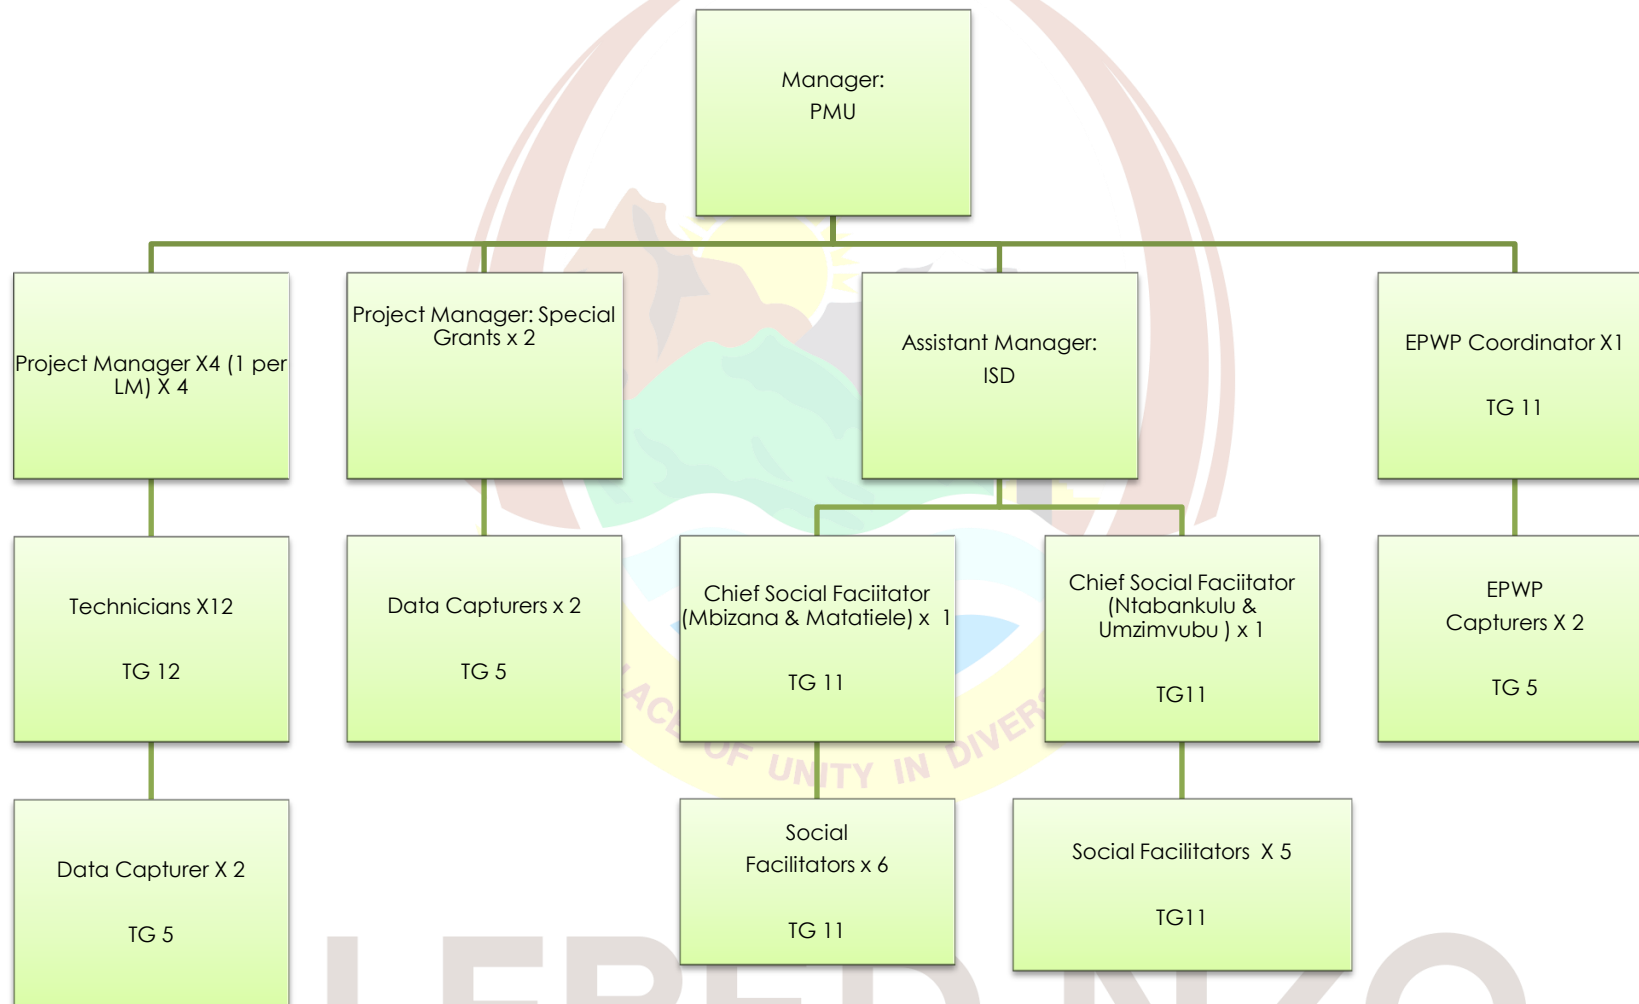 Manager:
PMU
Project Manager X4 (1 per
LM) X 4
Project Manager: Special
Grants x 2
Assistant Manager:
ISD
EPWP Coordinator X1
TG 11
Technicians X12
TG 12
Data Capturers x 2
TG 5
Chief Social Faciitator
(Mbizana & Matatiele) x  1
TG 11
Chief Social Faciitator
(Ntabankulu &
Umzimvubu ) x 1
TG11
EPWP
Capturers X 2
TG 5
Data Capturer X 2
TG 5
Social
Facilitators x 6
TG 11
Social Facilitators  X 5
TG11
OF UNITY IN